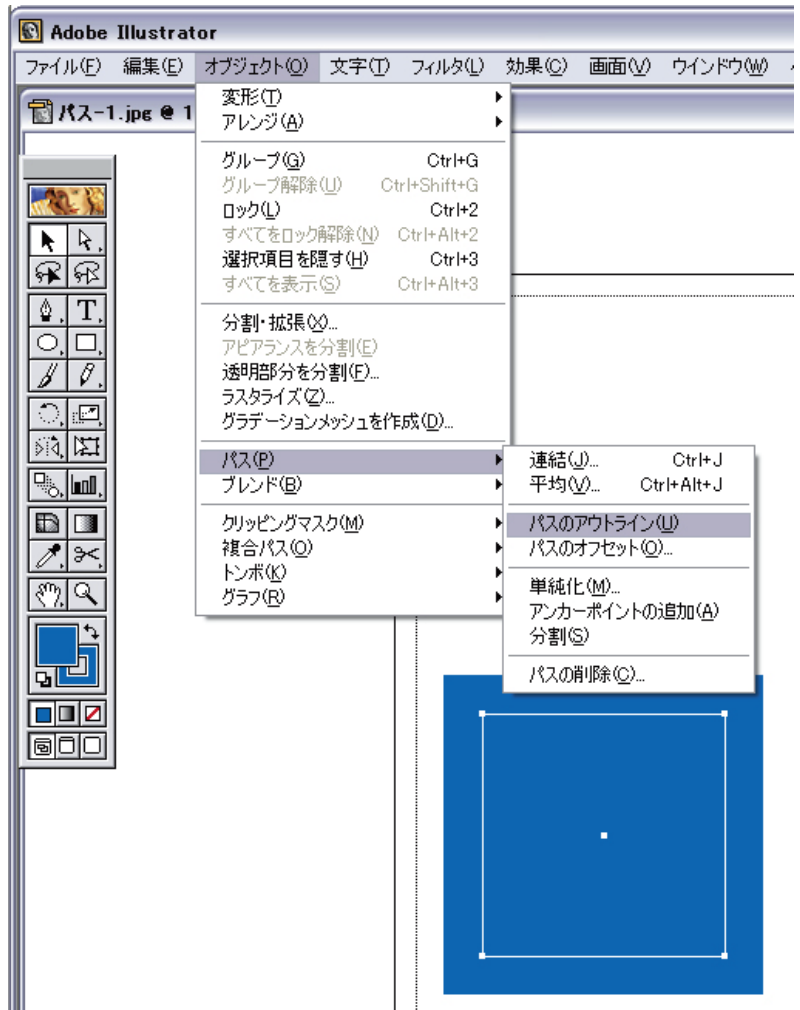 Adobe Illustrator
ファイル(F) 編集(E) オブジェクト(O) 文字(T) フィルタ(L) 効果(C) 画面(V) ウインドウ(W)
パス-1.jpg @ 1
変形(T)
アレンジ(A)
グループ(G) Ctrl+G
グループ解除(U) Ctrl+Shift+G
ロック(L) Ctrl+2
すべてをロック解除(N) Ctrl+Alt+2
選択項目を隠す(H) Ctrl+3
すべてを表示(S) Ctrl+Alt+3
分割・拡張(X)...
アピアランスを分割(E)
透明部分を分割(F)...
ラスタライズ(Z)...
グラデーションメッシュを作成(D)...
パス(P)
ブレンド(B)
クリッピングマスク(M)
複合パス(O)
トンボ(K)
グラフ(R)
連結(J)... Ctrl+J
平均(V)... Ctrl+Alt+J
パスのアウトライン(U)
パスのオフセット(O)...
単純化(M)...
アンカーポイントの追加(A)
分割(S)
パスの削除(C)...
T